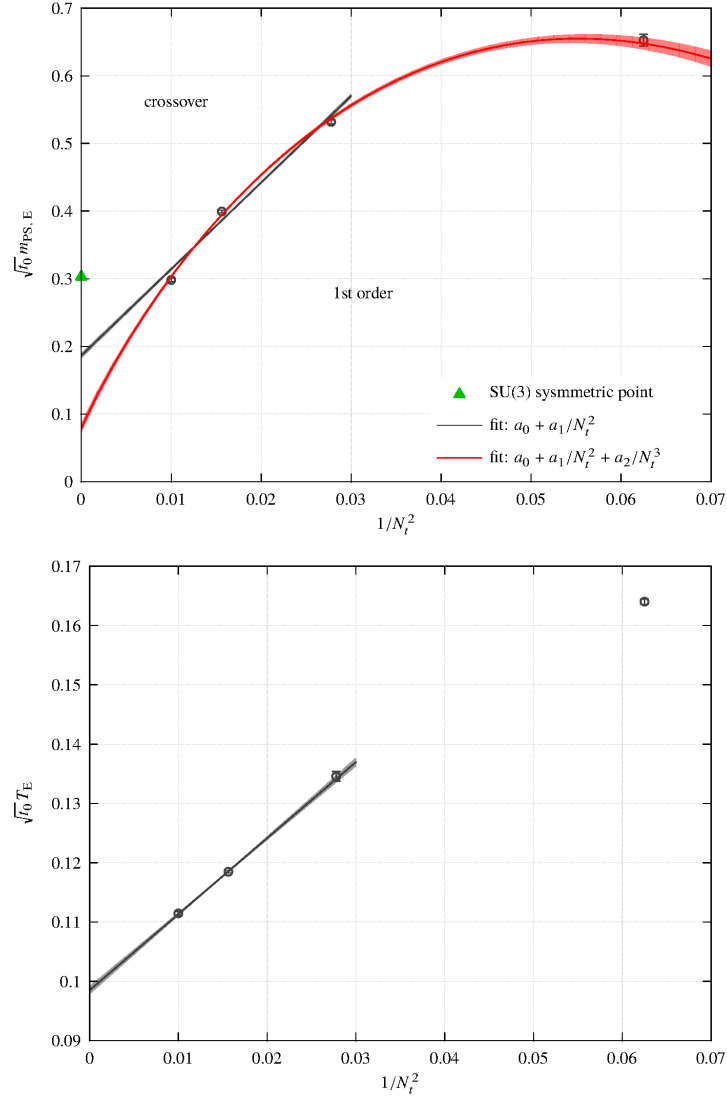 0.7
0.6
0.5
0.4
0.3
0.2
0.1
0
√t₀ m_PS, E
crossover
1st order
SU(3) sysmmetric point
fit: a₀ + a₁/Nₜ²
fit: a₀ + a₁/Nₜ² + a₂/Nₜ³
0 0.01 0.02 0.03 0.04 0.05 0.06 0.07
1/Nₜ²
0.17
0.16
0.15
0.14
0.13
0.12
0.11
0.1
0.09
√t₀ T_E
0 0.01 0.02 0.03 0.04 0.05 0.06 0.07
1/Nₜ²